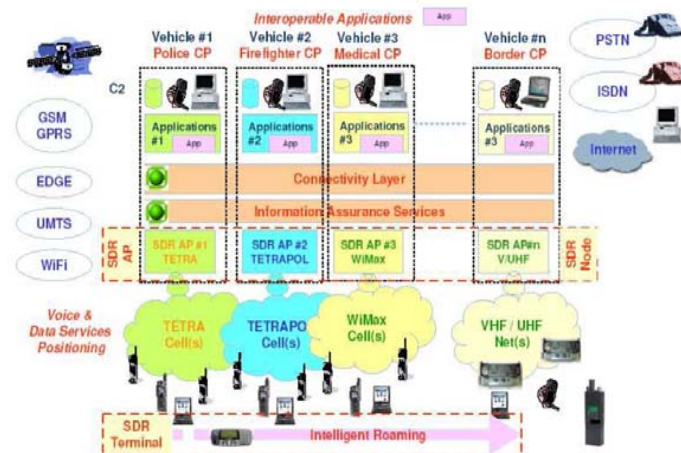 Interoperable Applications
App
Vehicle #1
Police CP
Vehicle #2
Firefighter CP
Vehicle #3
Medical CP
Vehicle #n
Border CP
PSTN
ISDN
Internet
C2
GSM
GPRS
EDGE
UMTS
WiFi
Applications
#1
App
Applications
#2
App
Applications
#3
App
Applications
#3
App
Connectivity Layer
Information Assurance Services
SDR
AP
SDR AP #1
TETRA
SDR AP #2
TETRAPOL
SDR AP #3
WiMax
SDR AP#n
V/UHF
SDR
Node
Voice &
Data Services
Positioning
TETRA
Cell(s)
TETRAPO
Cell(s)
WiMax
Cell(s)
VHF / UHF
Net(s)
SDR
Terminal
Intelligent Roaming